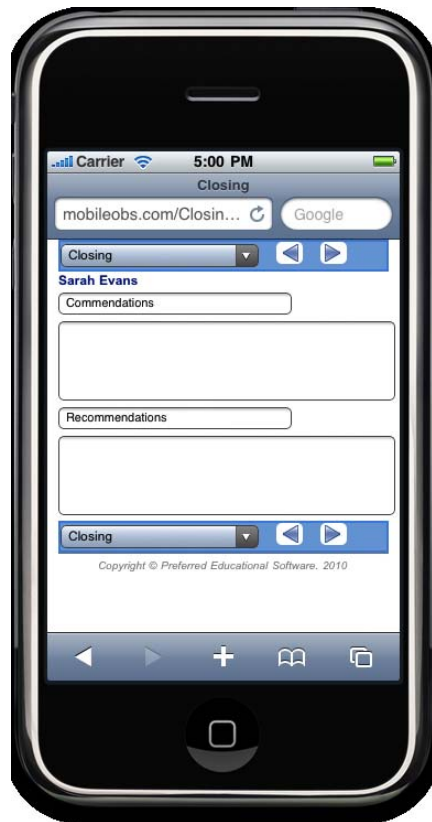 Carrier 5:00 PM
Closing
mobileobs.com/Closin... Google
Closing
Sarah Evans
Commendations
Recommendations
Closing
Copyright © Preferred Educational Software, 2010